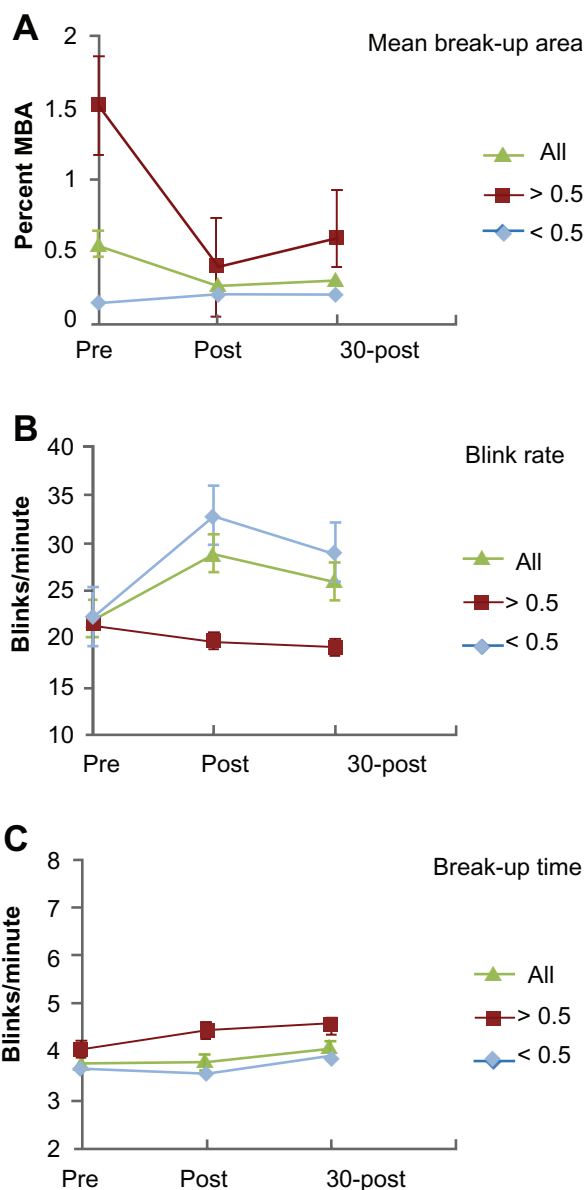 A
Mean break-up area
Percent MBA
2
1.5
1
0.5
0
Pre
Post
30-post
All
> 0.5
< 0.5
B
Blink rate
Blinks/minute
40
35
30
25
20
15
10
Pre
Post
30-post
All
> 0.5
< 0.5
C
Break-up time
Blinks/minute
8
7
6
5
4
3
2
Pre
Post
30-post
All
> 0.5
< 0.5